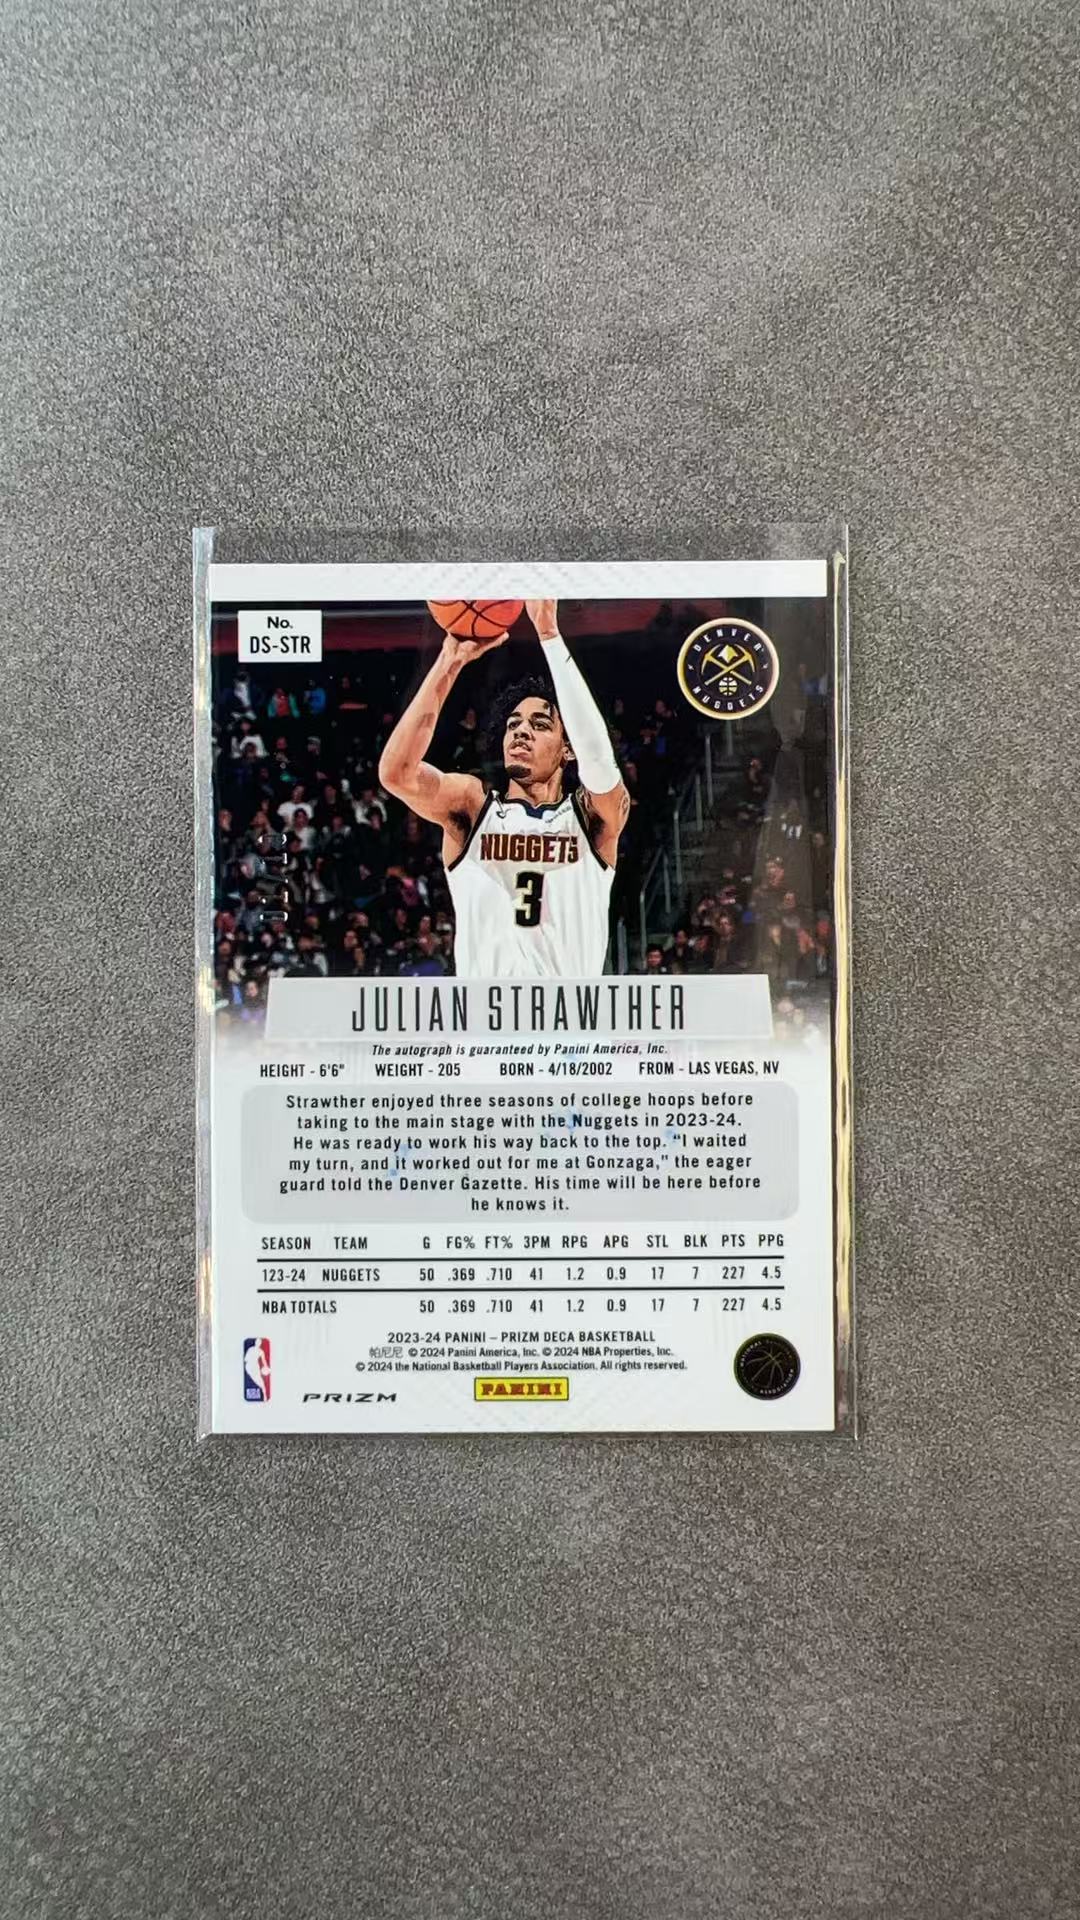 No.
DS-STR
DENVER
NUGGETS
NUGGETS
3
JULIAN STRAWTHER
The autograph is guaranteed by Panini America, Inc.
HEIGHT - 6'6" WEIGHT - 205 BORN - 4/18/2002 FROM - LAS VEGAS, NV
Strawther enjoyed three seasons of college hoops before
taking to the main stage with the Nuggets in 2023-24.
He was ready to work his way back to the top. “I waited
my turn, and it worked out for me at Gonzaga,” the eager
guard told the Denver Gazette. His time will be here before
he knows it.
SEASON TEAM G FG% FT% 3PM RPG APG STL BLK PTS PPG
123-24 NUGGETS 50 .369 .710 41 1.2 0.9 17 7 227 4.5
NBA TOTALS 50 .369 .710 41 1.2 0.9 17 7 227 4.5
2023-24 PANINI – PRIZM DECA BASKETBALL
帕尼尼 © 2024 Panini America, Inc. © 2024 NBA Properties, Inc.
© 2024 the National Basketball Players Association. All rights reserved.
NBA
PRIZM
PANINI